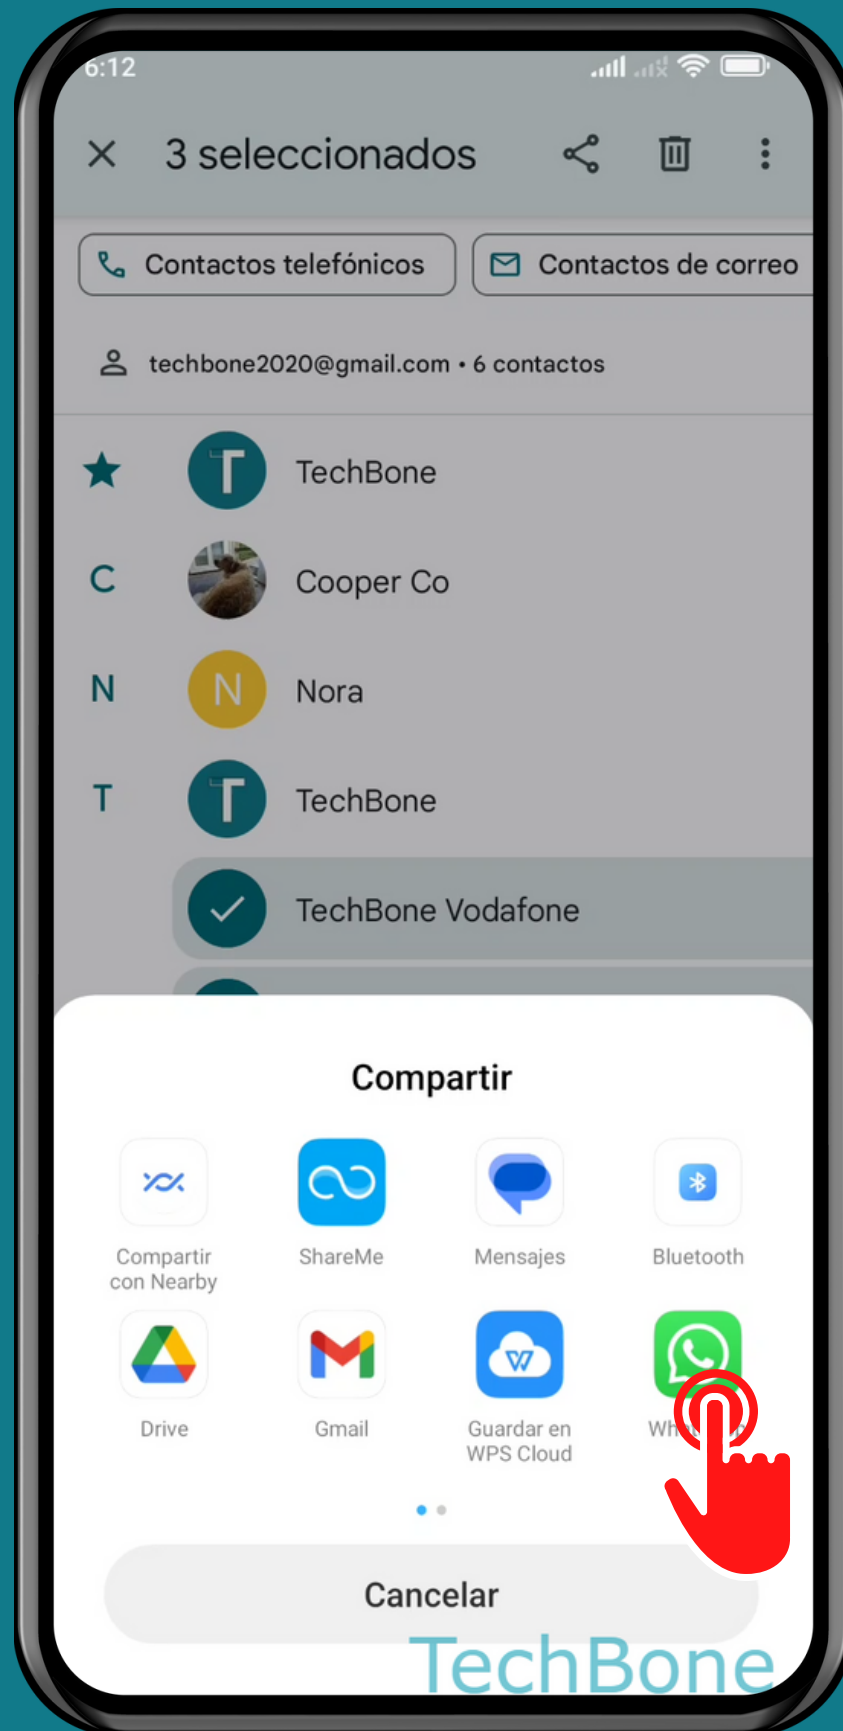 6:12
3 seleccionados
Contactos telefónicos
Contactos de correo
techbone2020@gmail.com • 6 contactos
T
TechBone
C
Cooper Co
N
N
Nora
T
T
TechBone
TechBone Vodafone
Compartir
Compartir
con Nearby
ShareMe
Mensajes
Bluetooth
Drive
Gmail
Guardar en
WPS Cloud
Cancelar
TechBone